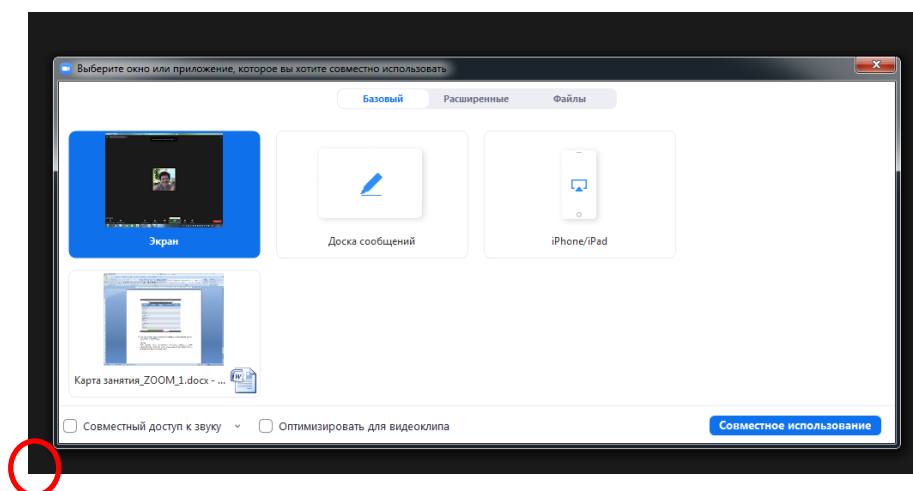 Выберите окно или приложение, которое вы хотите совместно использовать
Базовый Расширенные Файлы
Экран Доска сообщений iPhone/iPad
Карта занятия_ZOOM_1.docx - ...
Совместный доступ к звуку Оптимизировать для видеоклипа Совместное использование